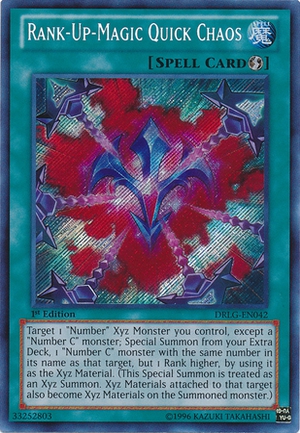 RANK-UP-MAGIC QUICK CHAOS
[SPELL CARD]
1st Edition
DRLG-EN042
Target 1 "Number" Xyz Monster you control, except a
"Number C" monster; Special Summon from your Extra
Deck, 1 "Number C" monster with the same number in
its name as that target, but 1 Rank higher, by using it
as the Xyz Material. (This Special Summon is treated as
an Xyz Summon. Xyz Materials attached to that target
also become Xyz Materials on the Summoned monster.)
33252803
©1996 KAZUKI TAKAHASHI